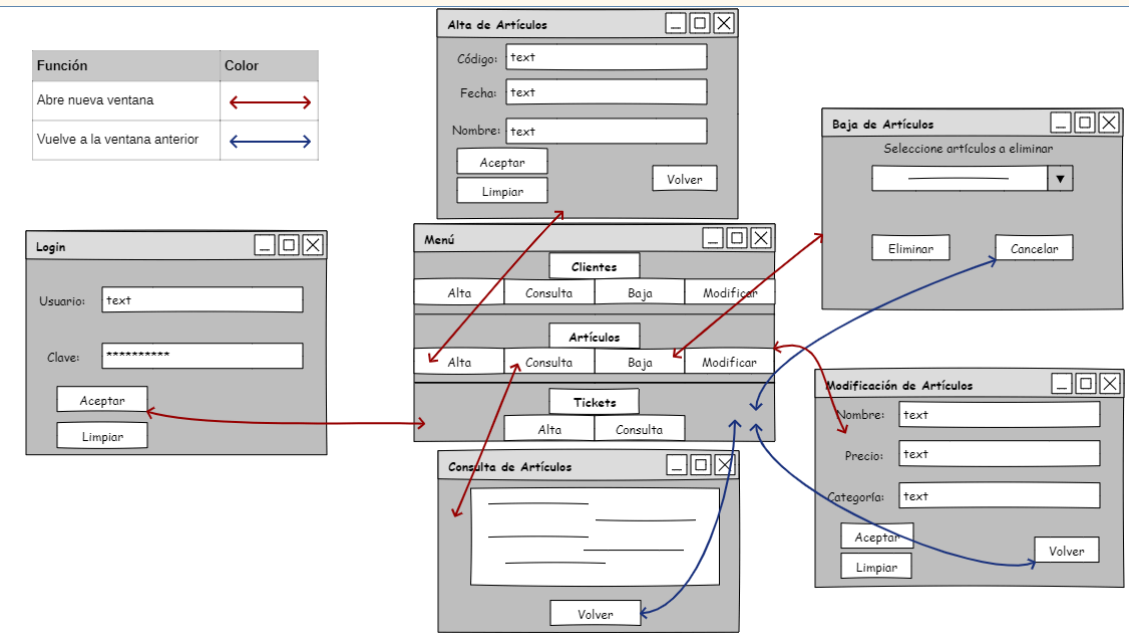 Función Color
Abre nueva ventana
Vuelve a la ventana anterior
Alta de Artículos
Código: text
Fecha: text
Nombre: text
Aceptar
Limpiar
Volver
Baja de Artículos
Seleccione artículos a eliminar
Eliminar Cancelar
Login
Usuario: text
Clave: **********
Aceptar
Limpiar
Menú
Clientes
Alta Consulta Baja Modificar
Artículos
Alta Consulta Baja Modificar
Tickets
Alta Consulta
Modificación de Artículos
Nombre: text
Precio: text
Categoría: text
Aceptar
Limpiar
Volver
Consulta de Artículos
Volver